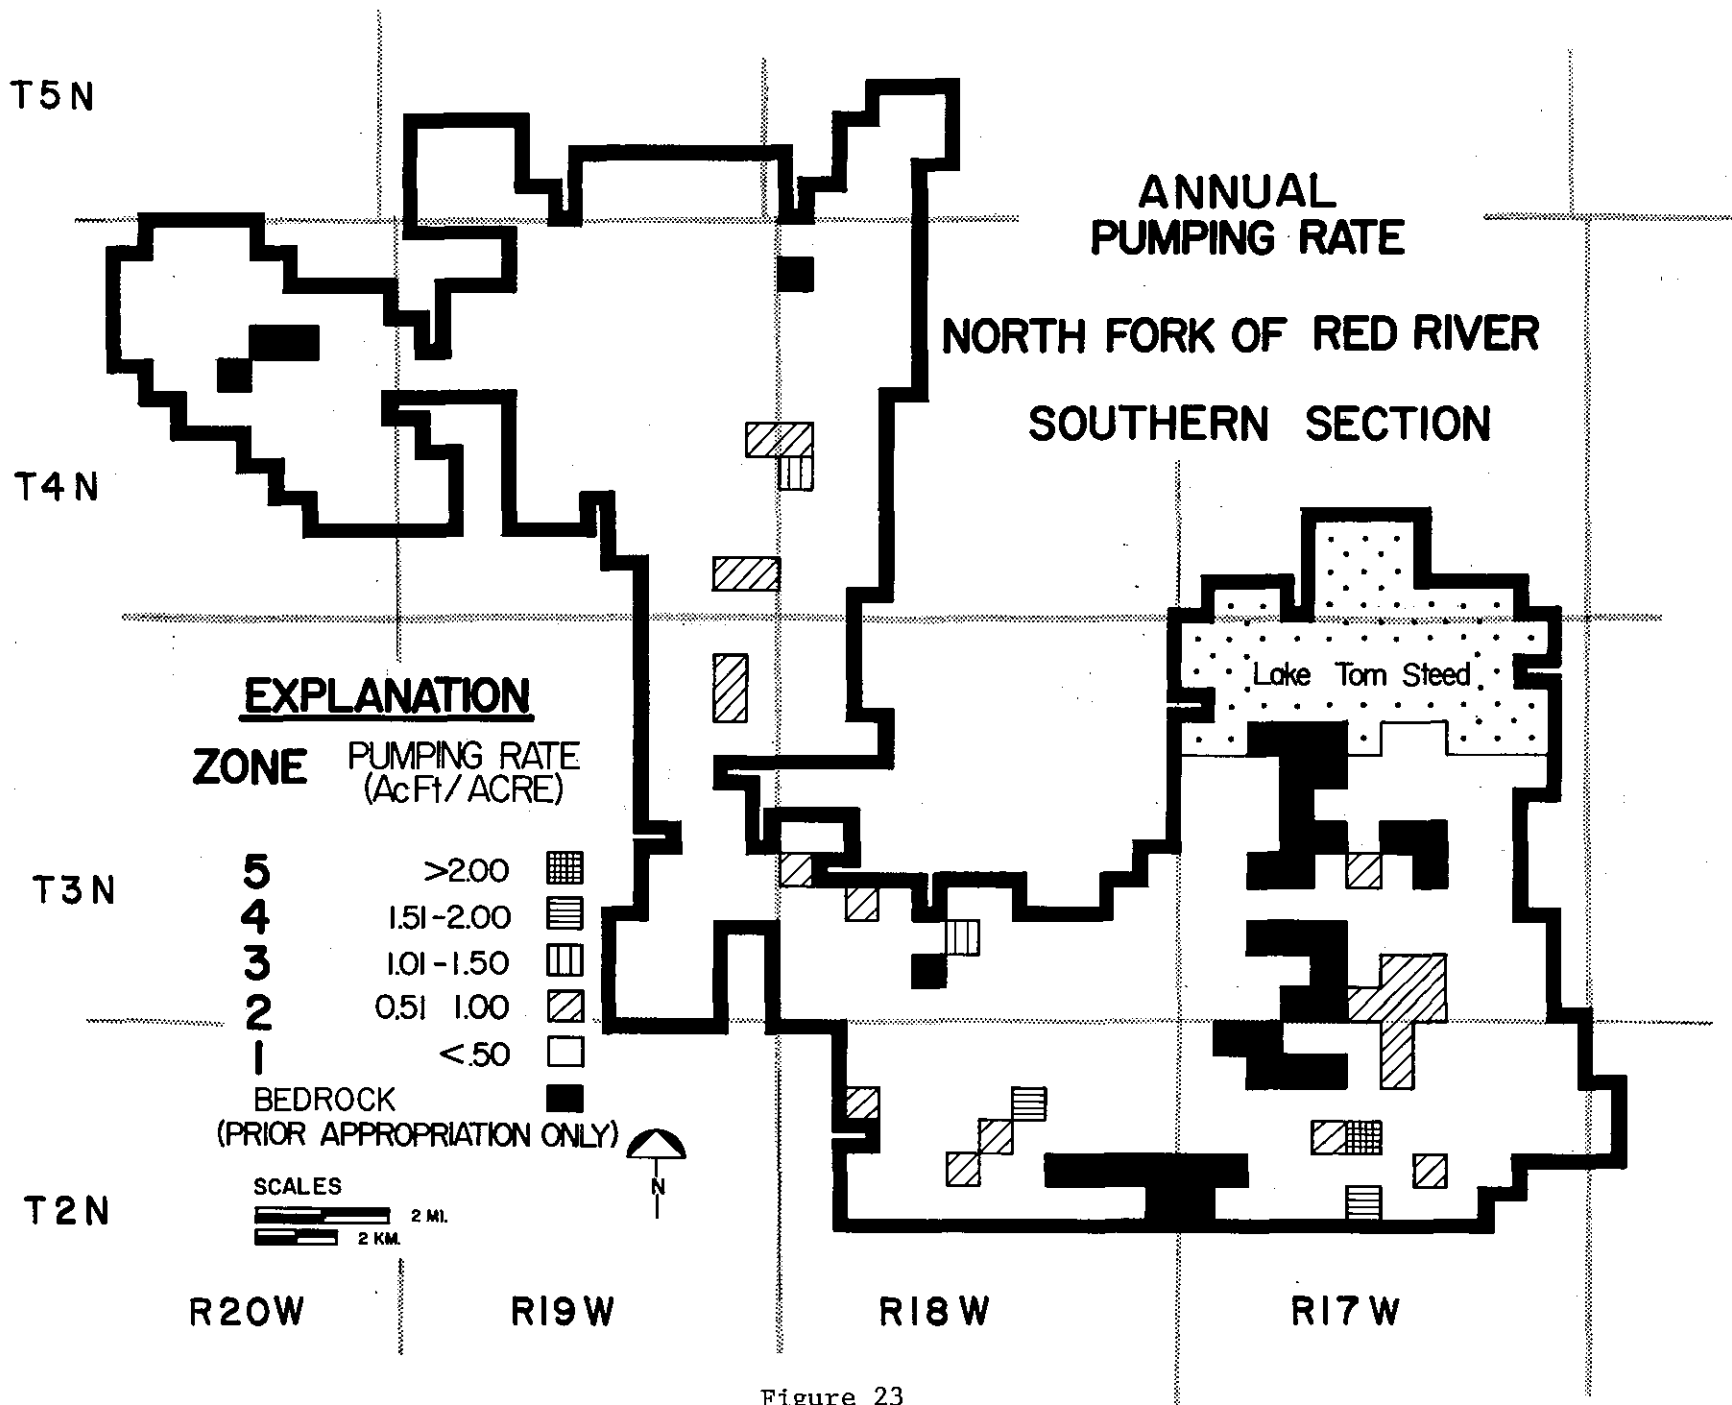 T5N
ANNUAL
PUMPING RATE
NORTH FORK OF RED RIVER
SOUTHERN SECTION
T4N
Lake Tom Steed
EXPLANATION
ZONE PUMPING RATE
(AcFt/ACRE)
5 >2.00
4 1.51-2.00
3 1.01-1.50
2 0.51 1.00
1 <.50
BEDROCK
(PRIOR APPROPRIATION ONLY)
T3N
N
SCALES
2 MI.
2 KM.
T2N
R20W R19W R18W R17W
Figure 23